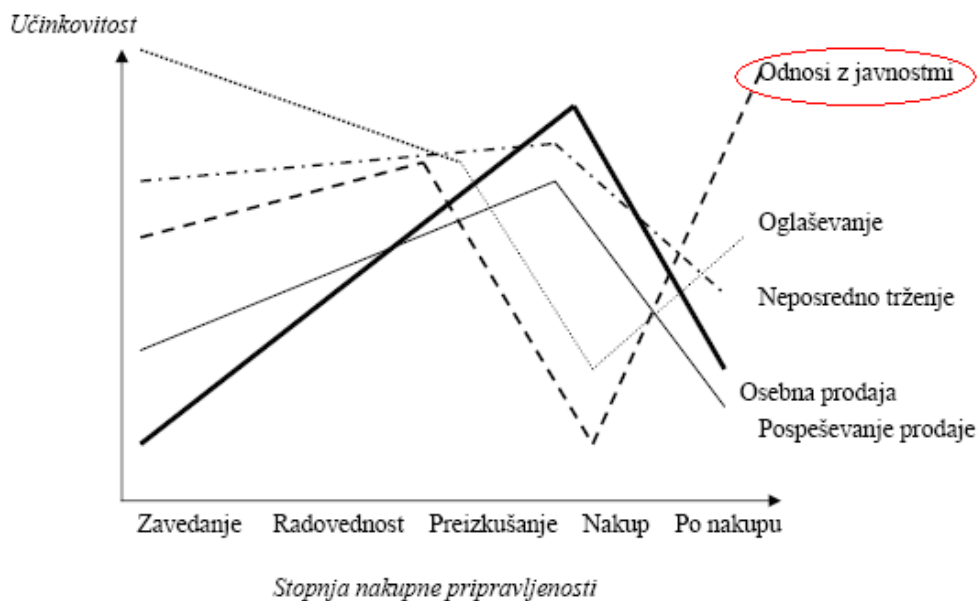 Učinkovitost
Odnosi z javnostmi
Oglaševanje
Neposredno trženje
Osebna prodaja
Pospeševanje prodaje
Zavedanje Radovednost Preizkušanje Nakup Po nakupu
Stopnja nakupne pripravljenosti